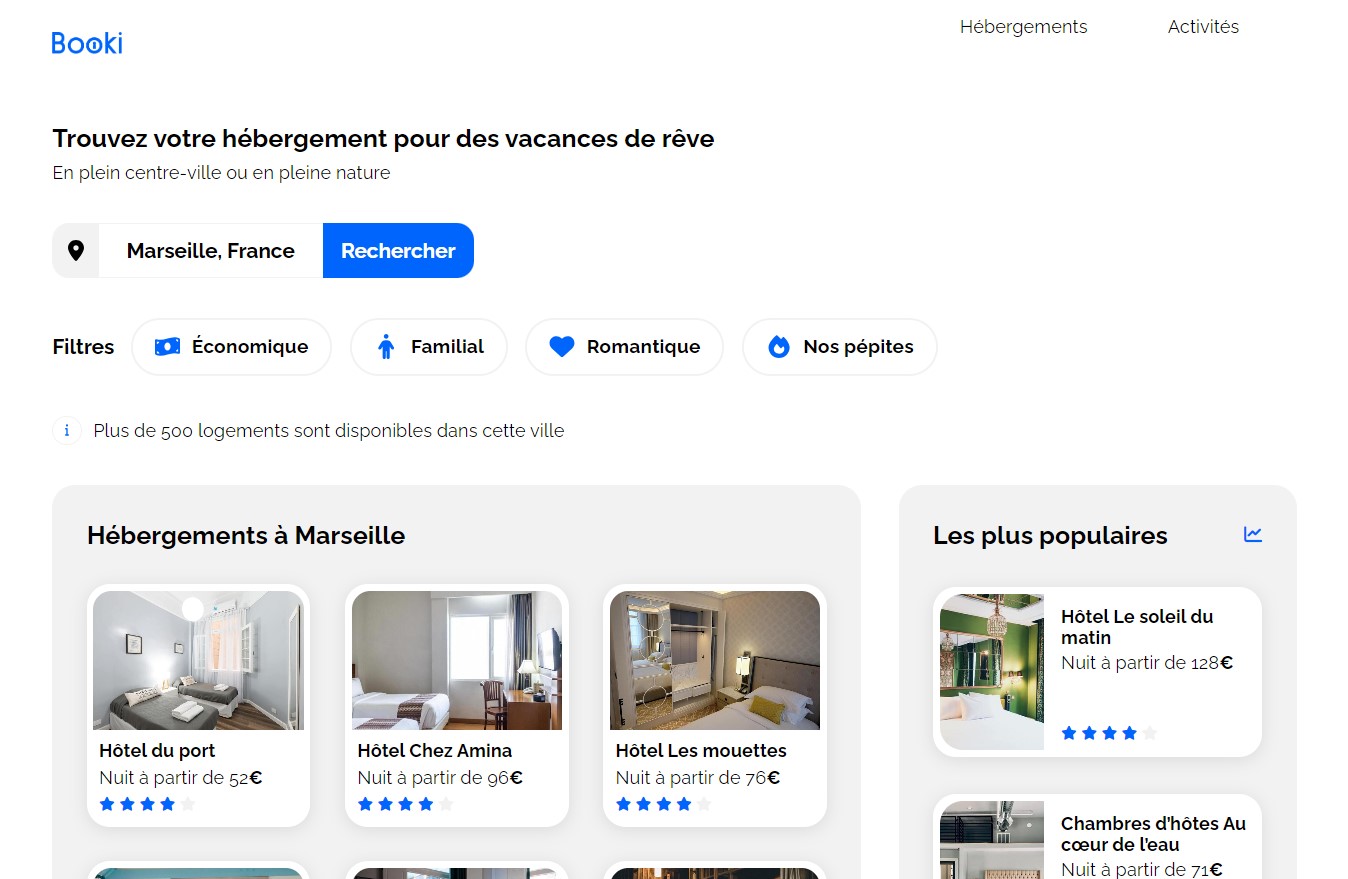 Booki
Hébergements
Activités
Trouvez votre hébergement pour des vacances de rêve
En plein centre-ville ou en pleine nature
Marseille, France
Rechercher
Filtres
Économique
Familial
Romantique
Nos pépites
i
Plus de 500 logements sont disponibles dans cette ville
Hébergements à Marseille
Hôtel du port
Nuit à partir de 52€
Hôtel Chez Amina
Nuit à partir de 96€
Hôtel Les mouettes
Nuit à partir de 76€
Les plus populaires
Hôtel Le soleil du
matin
Nuit à partir de 128€
Chambres d'hôtes Au
cœur de l'eau
Nuit à partir de 71€